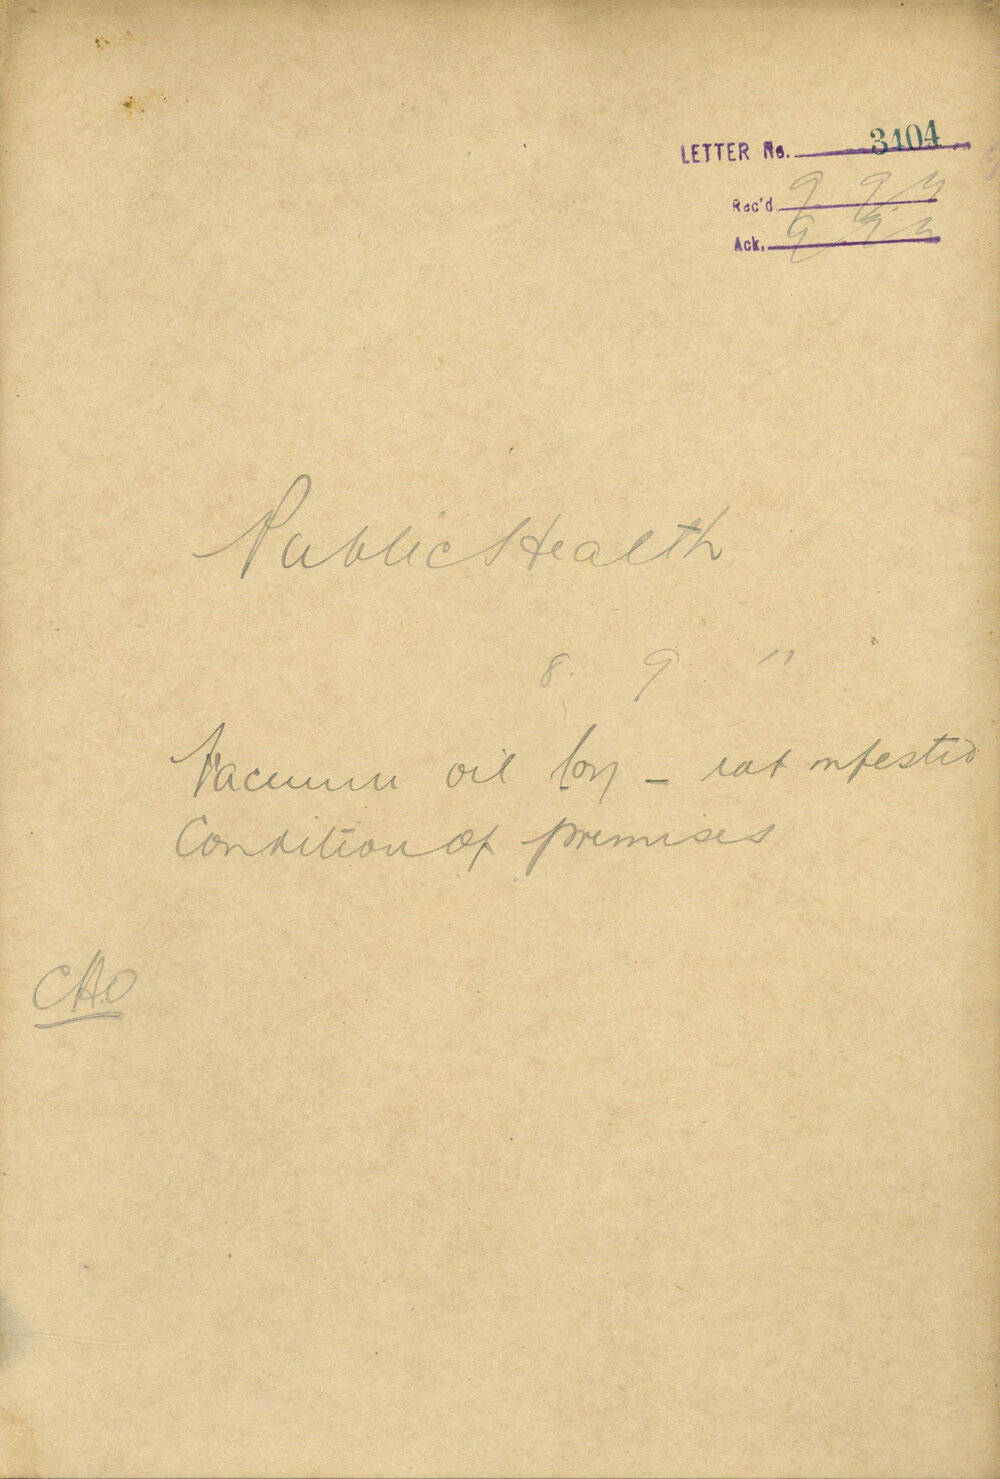 LETTER No. 3404
Rec'd 9 9 11
Ack. 9 9 11
Public Health
8. 9 11
Vacuum oil Coy - rat infested
Condition of premises
CHO